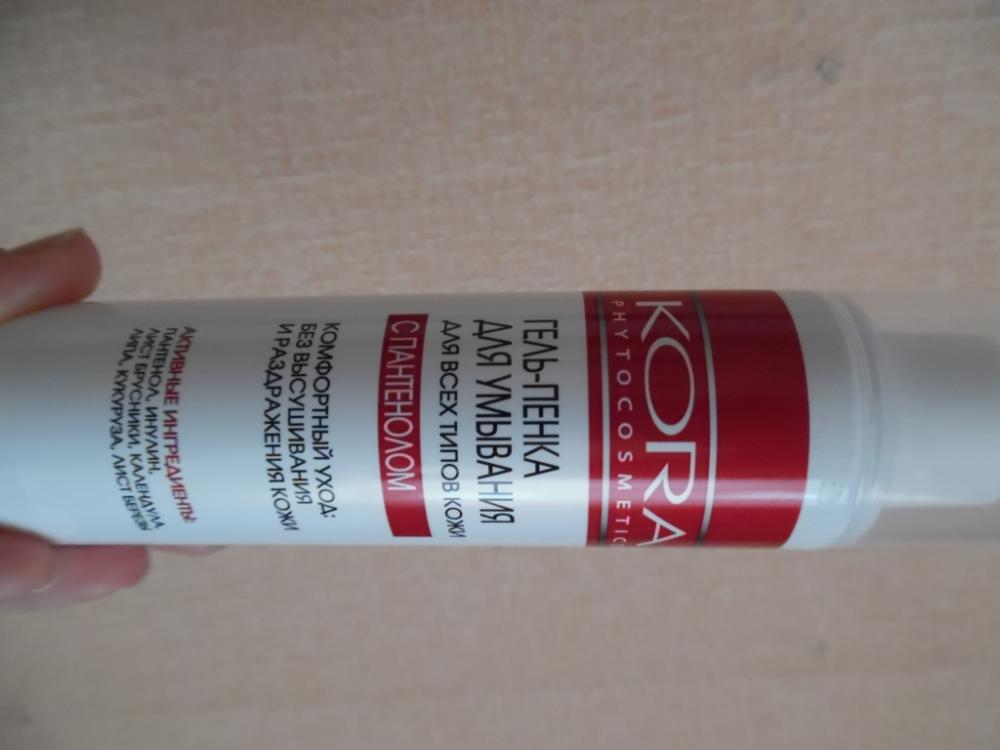 KORA
PHYTOCOSMETIC
ГЕЛЬ-ПЕНКА
ДЛЯ УМЫВАНИЯ
ДЛЯ ВСЕХ ТИПОВ КОЖИ
С ПАНТЕНОЛОМ
КОМФОРТНЫЙ УХОД:
БЕЗ ВЫСУШИВАНИЯ
И РАЗДРАЖЕНИЯ КОЖИ
АКТИВНЫЕ ИНГРЕДИЕНТЫ:
ПАНТЕНОЛ, ИНУЛИН,
ЛИСТ БРУСНИКИ, КАЛЕНДУЛА
ЛИПА, КУКУРУЗА, ЛИСТ БЕРЕЗЫ